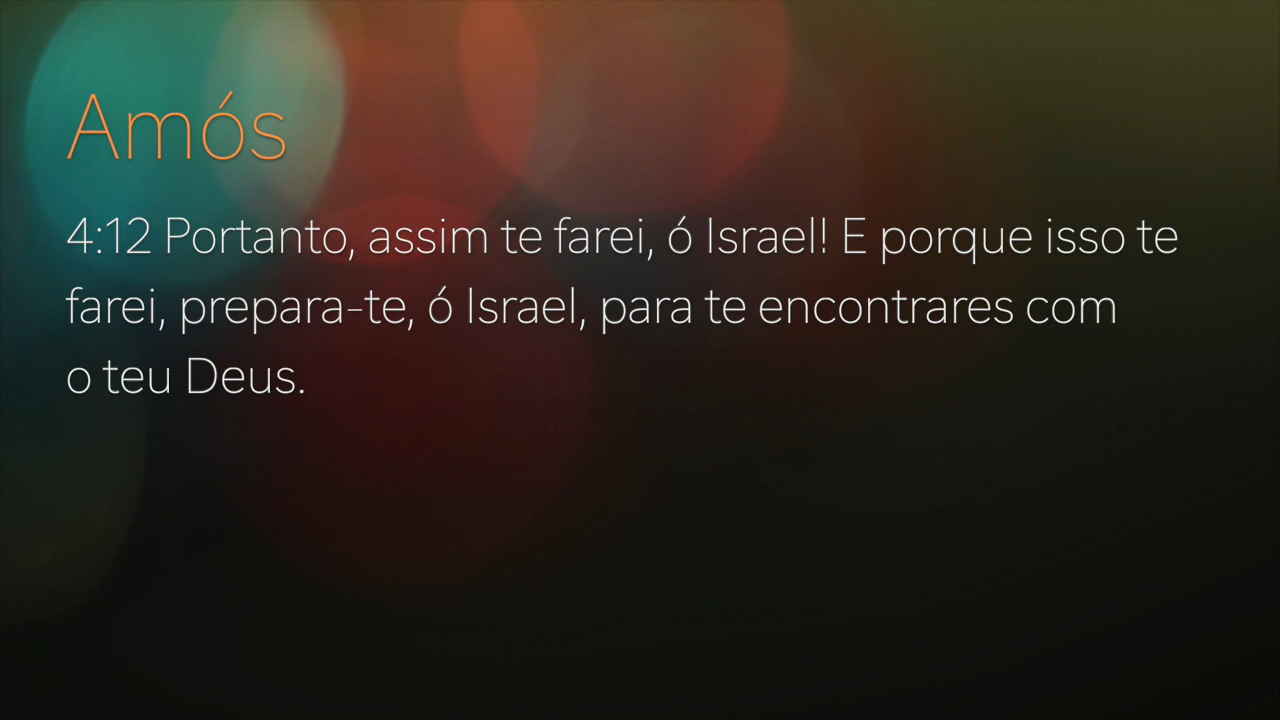 Amós
4:12 Portanto, assim te farei, ó Israel! E porque isso te
farei, prepara-te, ó Israel, para te encontrares com
o teu Deus.